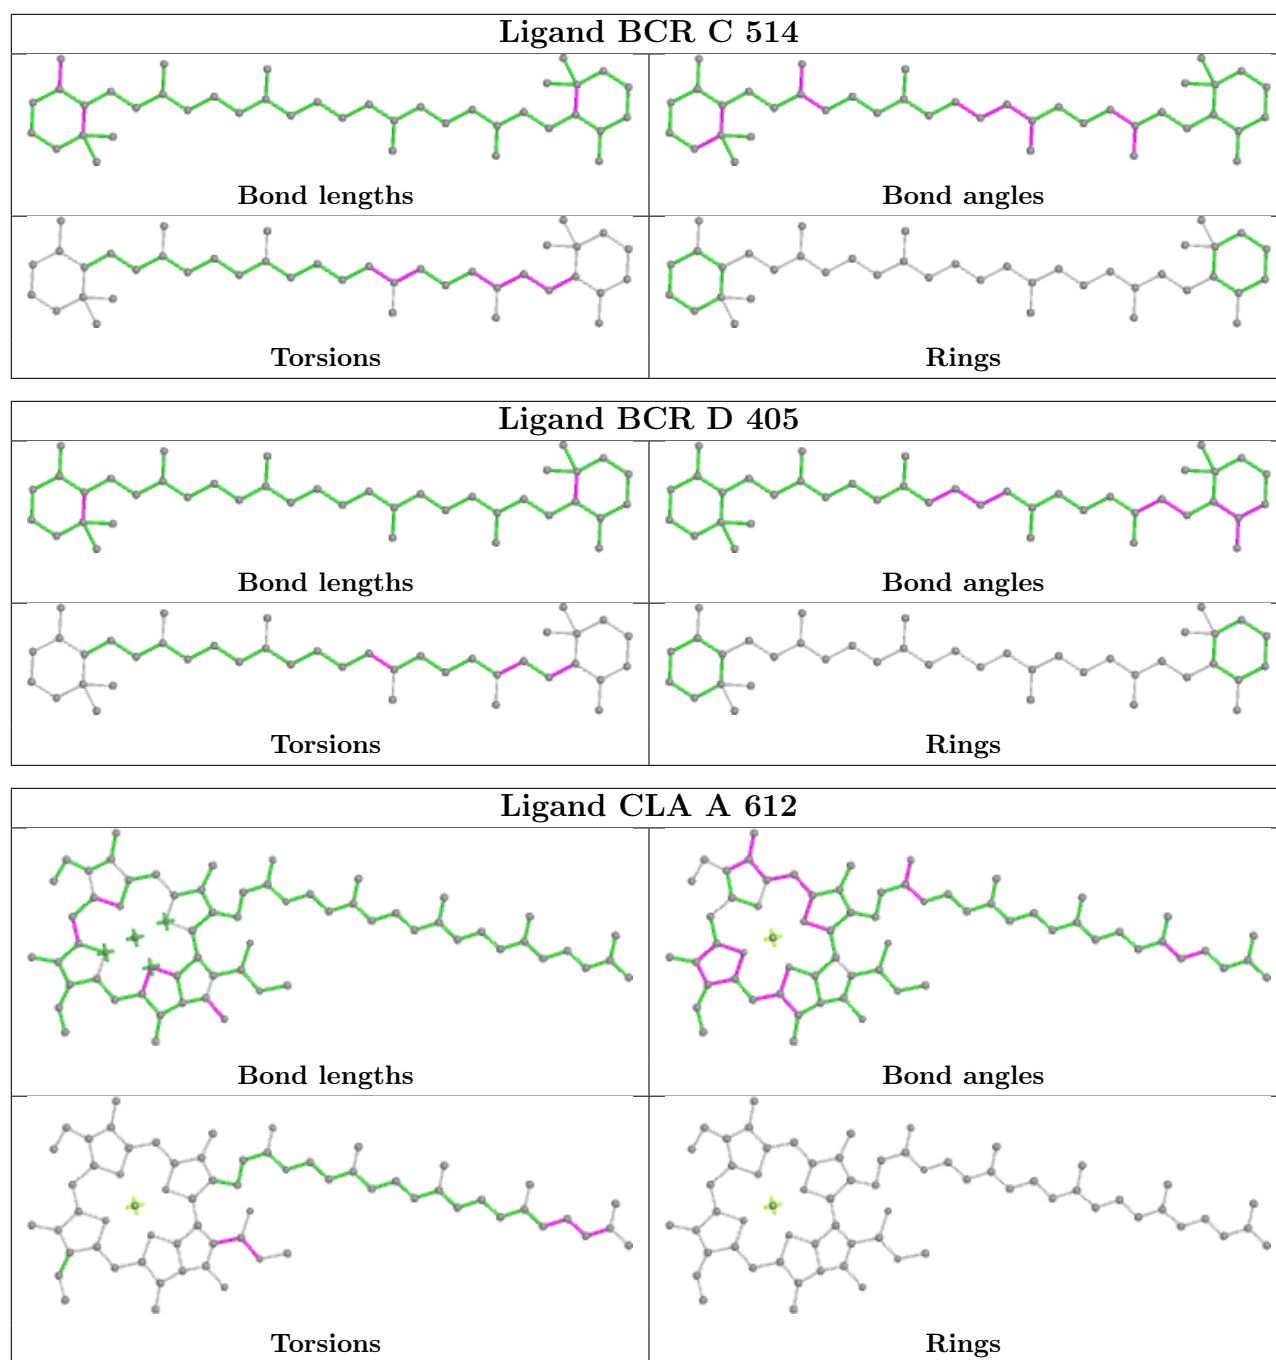 Ligand BCR C 514
Bond lengths
Bond angles
Torsions
Rings
Ligand BCR D 405
Bond lengths
Bond angles
Torsions
Rings
Ligand CLA A 612
Bond lengths
Bond angles
Torsions
Rings